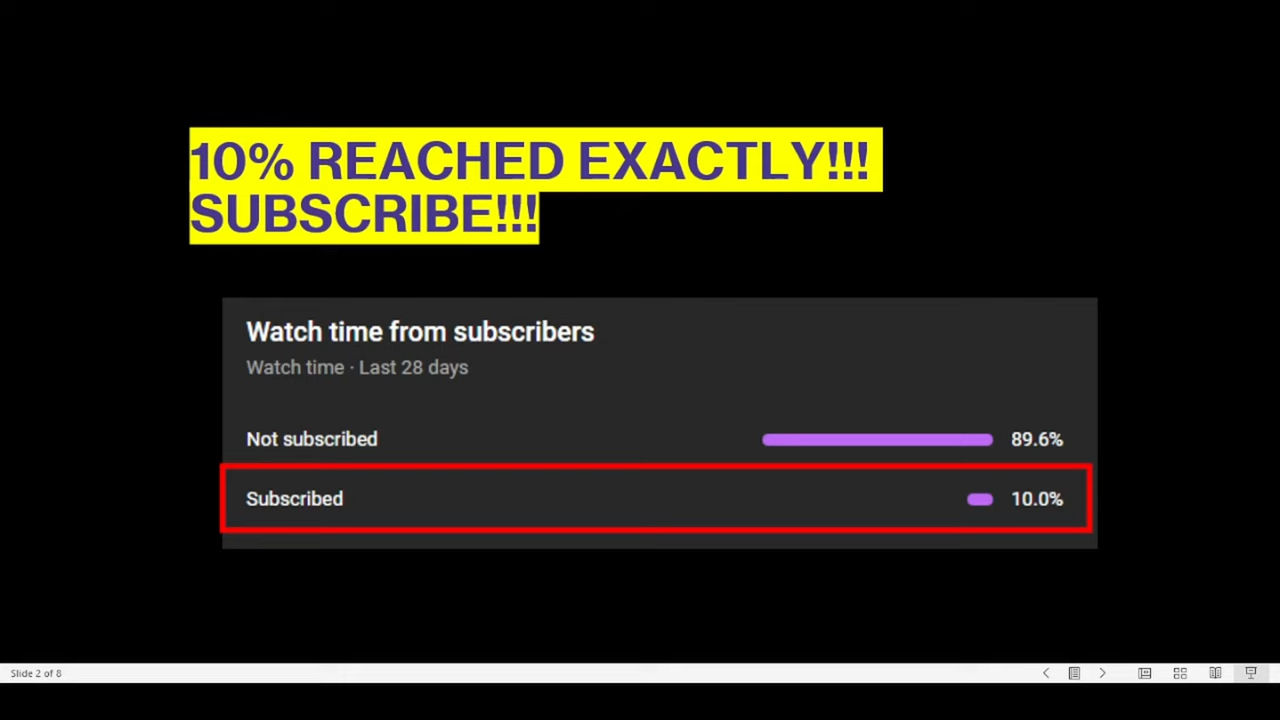 10% REACHED EXACTLY!!!
SUBSCRIBE!!!
Watch time from subscribers
Watch time · Last 28 days
Not subscribed 89.6%
Subscribed 10.0%
Slide 2 of 8